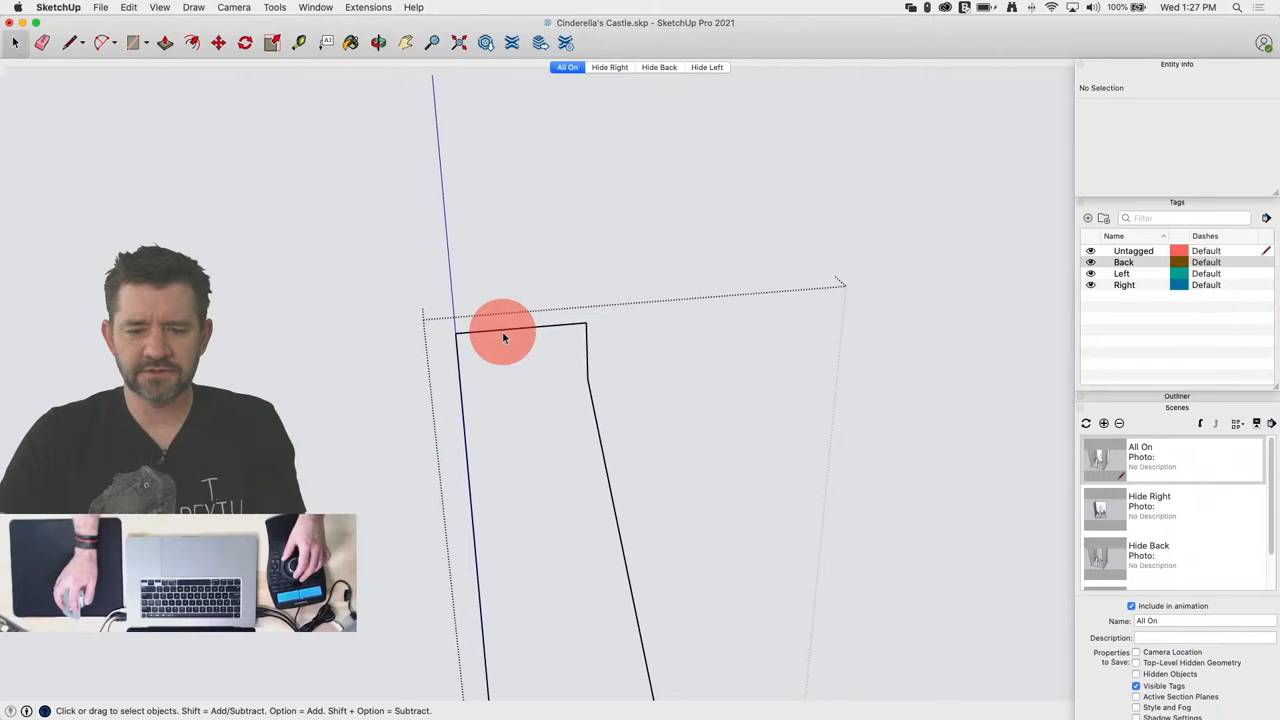 SketchUp File Edit View Draw Camera Tools Window Extensions Help 100% Wed 1:27 PM
Cinderella's Castle.skp - SketchUp Pro 2021
All On Hide Right Hide Back Hide Left
Entity Info
No Selection
Tags
Filter
Name Dashes
Untagged Default
Back Default
Left Default
Right Default
Outliner
Scenes
All On
Photo:
No Description
Hide Right
Photo:
No Description
Hide Back
Photo:
No Description
Include in animation
Name: All On
Description:
Properties to Save:
Camera Location
Top-Level Hidden Geometry
Hidden Objects
Visible Tags
Active Section Planes
Style and Fog
Shadow Settings
Click or drag to select objects. Shift = Add/Subtract. Option = Add. Shift + Option = Subtract.